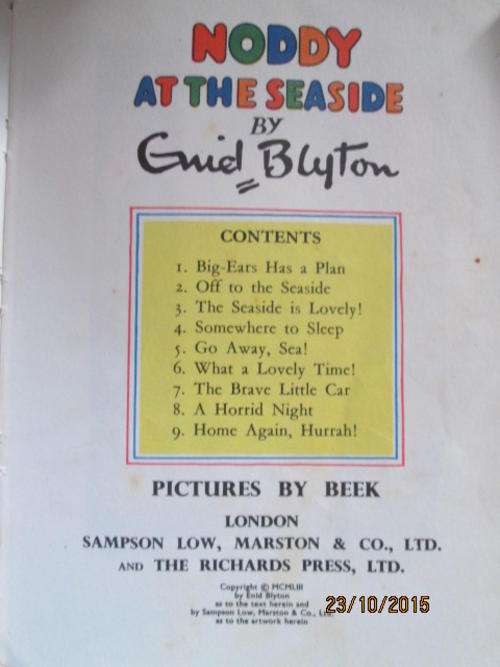 NODDY
AT THE SEASIDE
BY
Enid Blyton
CONTENTS
1. Big-Ears Has a Plan
2. Off to the Seaside
3. The Seaside is Lovely!
4. Somewhere to Sleep
5. Go Away, Sea!
6. What a Lovely Time!
7. The Brave Little Car
8. A Horrid Night
9. Home Again, Hurrah!
PICTURES BY BEEK
LONDON
SAMPSON LOW, MARSTON & CO., LTD.
AND THE RICHARDS PRESS, LTD.
Copyright © MCMLIII
by Enid Blyton
as to the text herein and
by Sampson Low, Marston & Co., Ltd.
as to the artwork herein
23/10/2015